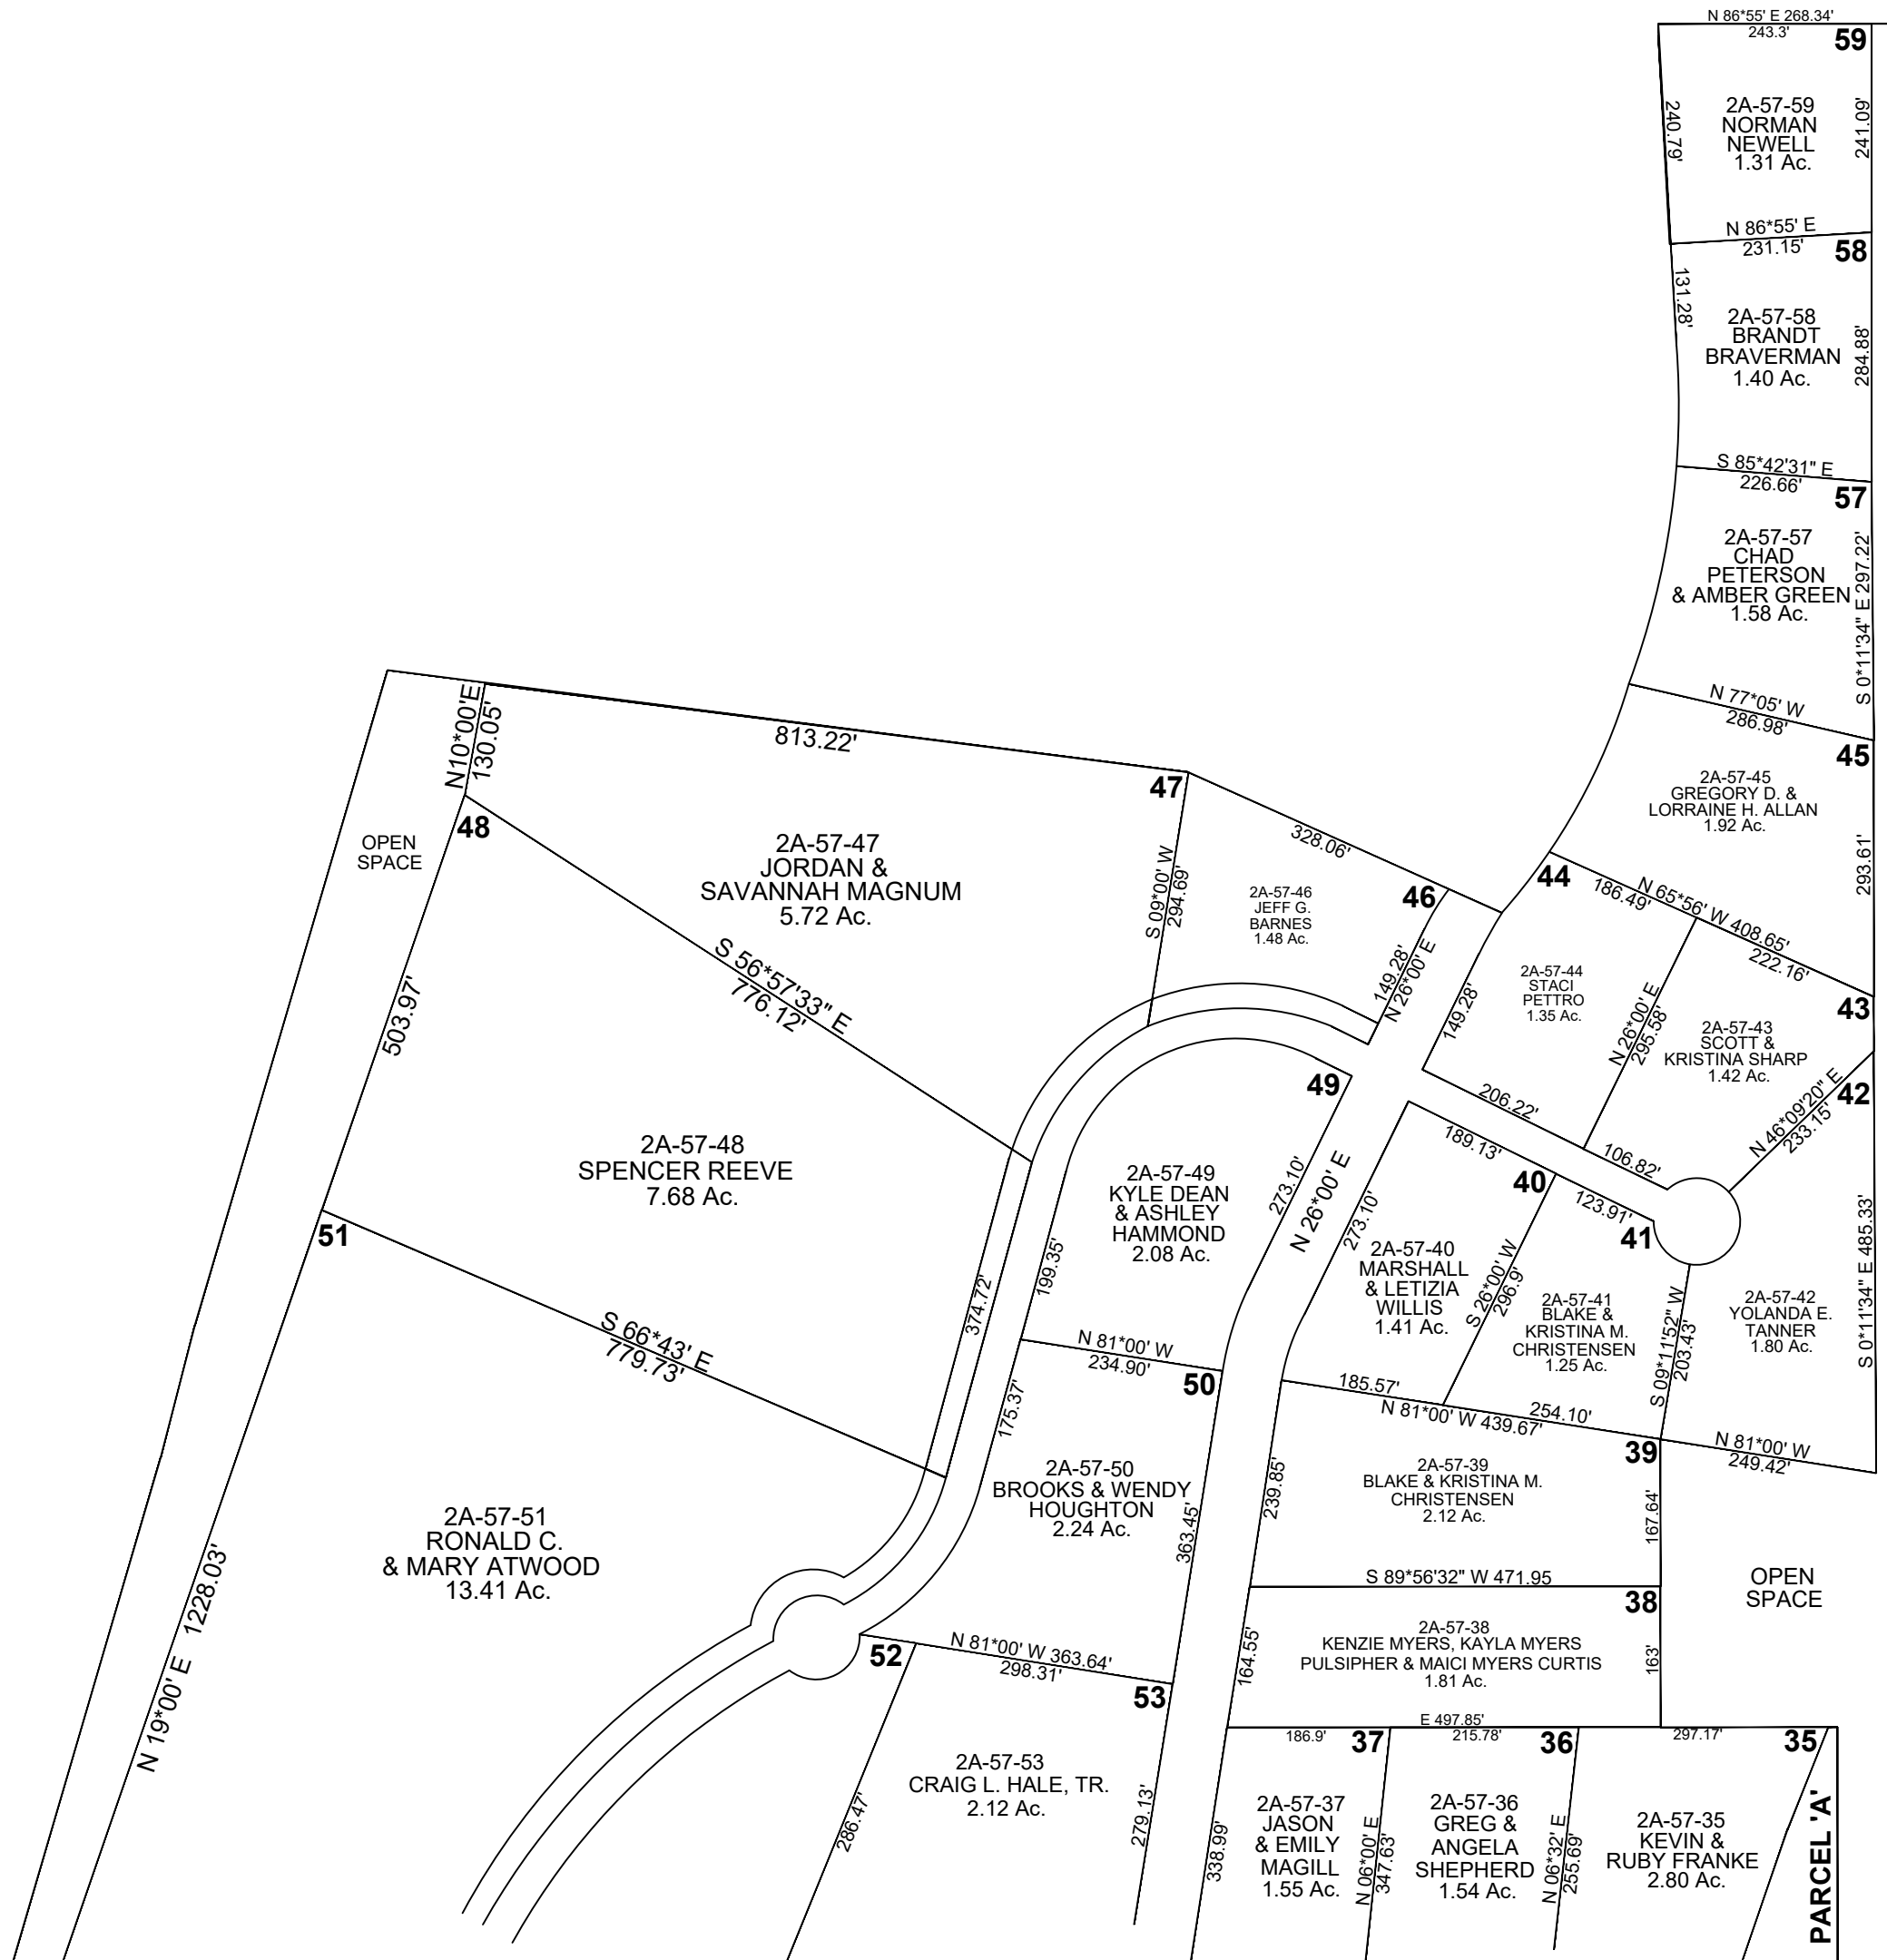 N 86*55' E 268.34'
243.3'
59
240.79'
2A-57-59
NORMAN
NEWELL
1.31 Ac.
241.09'
N 86*55' E
231.15'
58
131.28'
2A-57-58
BRANDT
BRAVERMAN
1.40 Ac.
284.88'
S 85*42'31" E
226.66'
57
2A-57-57
CHAD
PETERSON
& AMBER GREEN
1.58 Ac.
S 0*11'34" E 297.22'
N 77*05' W
286.98'
45
2A-57-45
GREGORY D. &
LORRAINE H. ALLAN
1.92 Ac.
293.61'
N10*00'E
130.05'
813.22'
47
48
OPEN
SPACE
2A-57-47
JORDAN &
SAVANNAH MAGNUM
5.72 Ac.
S 09*00' W
294.69'
328.06'
46
2A-57-46
JEFF G.
BARNES
1.48 Ac.
149.28'
N 26*00' E
44
186.49'
N 65*56' W 408.65'
222.16'
2A-57-44
STACI
PETTRO
1.35 Ac.
149.28'
N 26*00' E
295.58'
43
2A-57-43
SCOTT &
KRISTINA SHARP
1.42 Ac.
S 56*57'33" E
776.12'
503.97'
49
206.22'
106.82'
N 46*09'20" E
233.15'
42
2A-57-48
SPENCER REEVE
7.68 Ac.
2A-57-49
KYLE DEAN
& ASHLEY
HAMMOND
2.08 Ac.
273.10'
N 26*00' E
273.10'
189.13'
40
123.91'
41
51
199.35'
374.72'
2A-57-40
MARSHALL
& LETIZIA
WILLIS
1.41 Ac.
S 26*00' W
296.9'
2A-57-41
BLAKE &
KRISTINA M.
CHRISTENSEN
1.25 Ac.
S 09*11'52" W
203.43'
2A-57-42
YOLANDA E.
TANNER
1.80 Ac.
S 0*11'34" E 485.33'
S 66*43' E
779.73'
N 81*00' W
234.90'
50
185.57'
N 81*00' W 439.67'
254.10'
39
N 81*00' W
249.42'
175.37'
2A-57-50
BROOKS & WENDY
HOUGHTON
2.24 Ac.
363.45'
239.85'
2A-57-39
BLAKE & KRISTINA M.
CHRISTENSEN
2.12 Ac.
167.64'
2A-57-51
RONALD C.
& MARY ATWOOD
13.41 Ac.
S 89*56'32" W 471.95
38
OPEN
SPACE
N 19*00' E 1228.03'
52
N 81*00' W 363.64'
298.31'
53
164.55'
2A-57-38
KENZIE MYERS, KAYLA MYERS
PULSIPHER & MAICI MYERS CURTIS
1.81 Ac.
163'
E 497.85'
186.9'
37
215.78'
36
297.17'
35
2A-57-53
CRAIG L. HALE, TR.
2.12 Ac.
286.47'
279.13'
338.99'
2A-57-37
JASON
& EMILY
MAGILL
1.55 Ac.
N 06*00' E
347.63'
2A-57-36
GREG &
ANGELA
SHEPHERD
1.54 Ac.
N 06*32' E
255.69'
2A-57-35
KEVIN &
RUBY FRANKE
2.80 Ac.
PARCEL 'A'